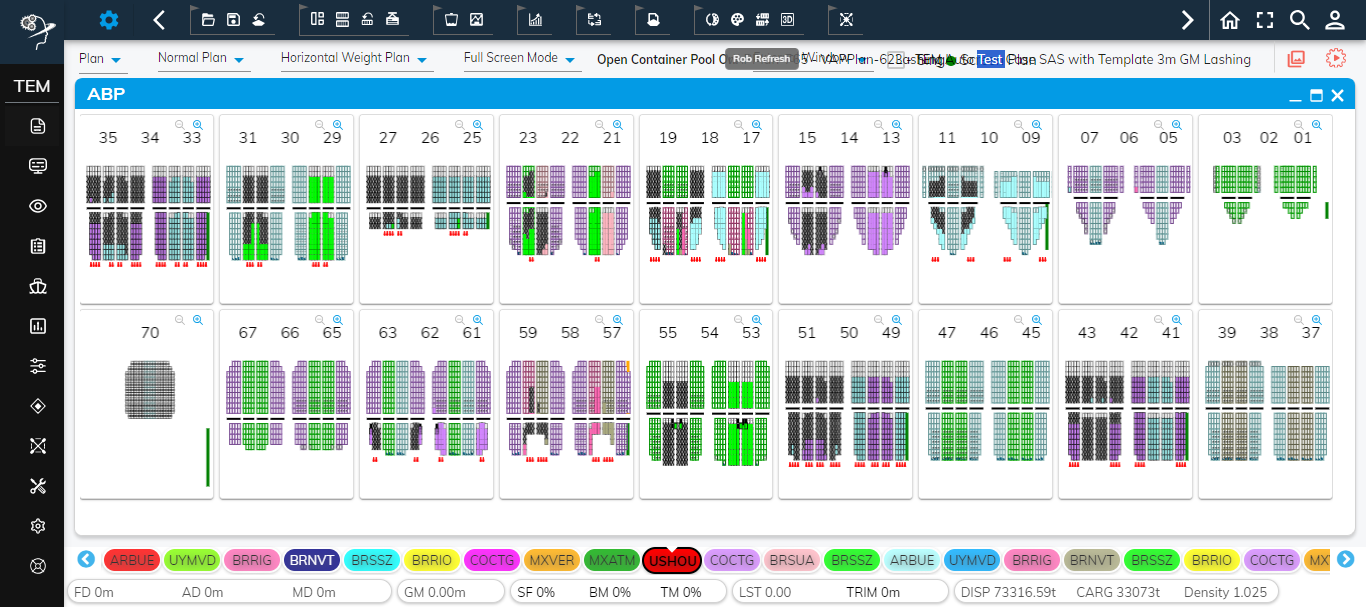 TEM
3D
Plan
Normal Plan
Horizontal Weight Plan
Full Screen Mode
Open Container Pool
Rob Refresh
Test
SAS with Template 3m GM Lashing
ABP
35 34 33
31 30 29
27 26 25
23 22 21
19 18 17
15 14 13
11 10 09
07 06 05
03 02 01
70
67 66 65
63 62 61
59 58 57
55 54 53
51 50 49
47 46 45
43 42 41
39 38 37
ARBUE UYMVD BRRIG BRNVT BRSSZ BRRIO COCTG MXVER MXATM USHOU COCTG BRSUA BRSSZ ARBUE UYMVD BRRIG BRNVT BRSSZ BRRIO COCTG MX
FD 0m AD 0m MD 0m GM 0.00m SF 0% BM 0% TM 0% LST 0.00 TRIM 0m DISP 73316.59t CARG 33073t Density 1.025